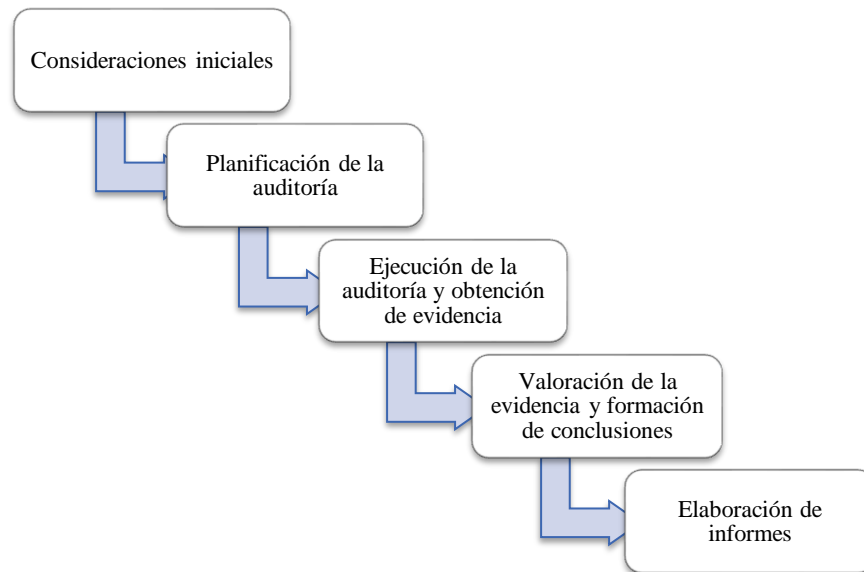 Consideraciones iniciales
Planificación de la
auditoría
Ejecución de la
auditoría y obtención
de evidencia
Valoración de la
evidencia y formación
de conclusiones
Elaboración de
informes